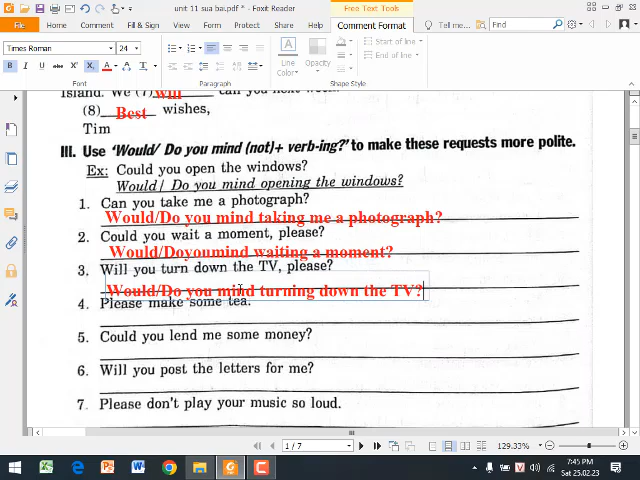 unit 11 sua bai.pdf * - Foxit Reader
Free Text Tools
File Home Comment Fill & Sign View Form Protect Share Help Comment Format Tell me... Find
Times Roman 24
Line Color Opacity
Start of line
End of line
Font Paragraph Shape Style
Island. We (7) will can you next week.
(8) Best wishes,
Tim
III. Use 'Would/ Do you mind (not)+ verb-ing?' to make these requests more polite.
Ex: Could you open the windows?
Would / Do you mind opening the windows?
1. Can you take me a photograph?
Would/Do you mind taking me a photograph?
2. Could you wait a moment, please?
Would/Doyoumind waiting a moment?
3. Will you turn down the TV, please?
Would/Do you mind turning down the TV?
4. Please make some tea.
5. Could you lend me some money?
6. Will you post the letters for me?
7. Please don't play your music so loud.
1 / 7 129.33%
7:45 PM
Sat 25.02.23